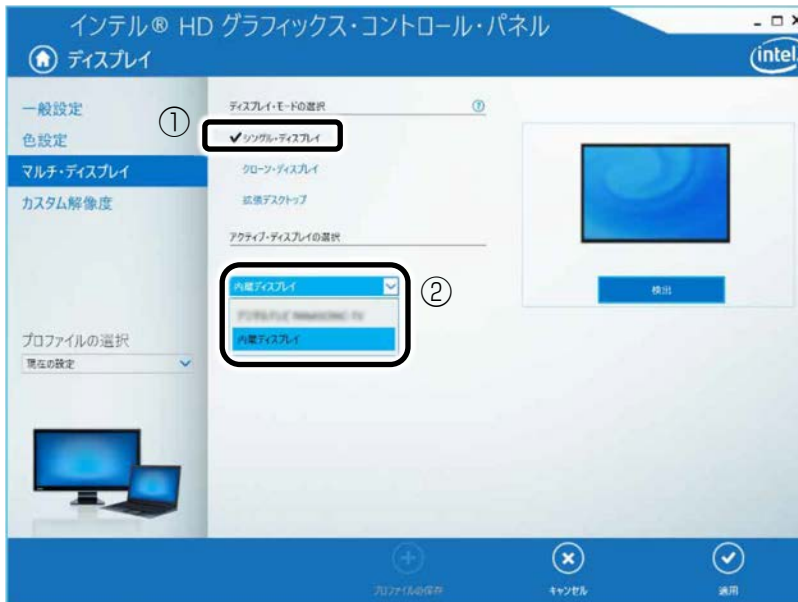 インテル® HD グラフィックス・コントロール・パネル
ディスプレイ
intel
一般設定
色設定
マルチ・ディスプレイ
カスタム解像度
プロファイルの選択
現在の設定
①
ディスプレイ・モードの選択
?
シングル・ディスプレイ
クローン・ディスプレイ
拡張デスクトップ
アクティブ・ディスプレイの選択
内蔵ディスプレイ
②
内蔵ディスプレイ
検出
プロファイルの保存
キャンセル
適用